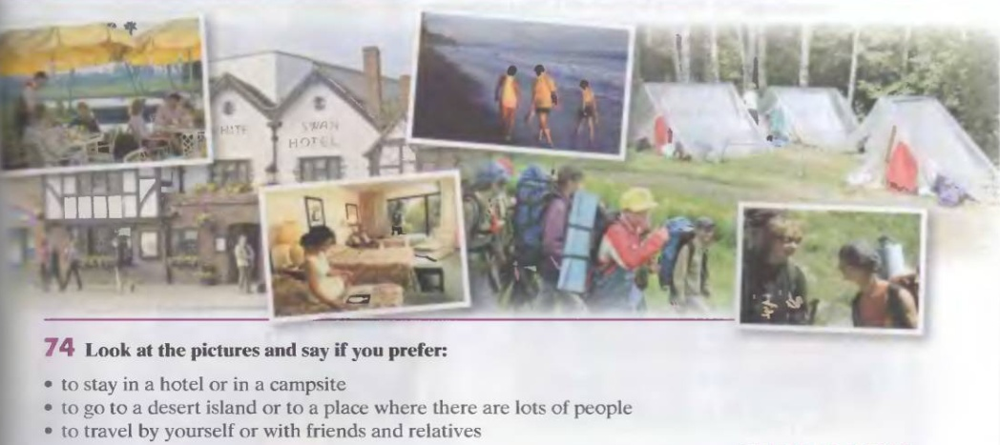 WHITE SWAN
HOTEL
74 Look at the pictures and say if you prefer:
• to stay in a hotel or in a campsite
• to go to a desert island or to a place where there are lots of people
• to travel by yourself or with friends and relatives